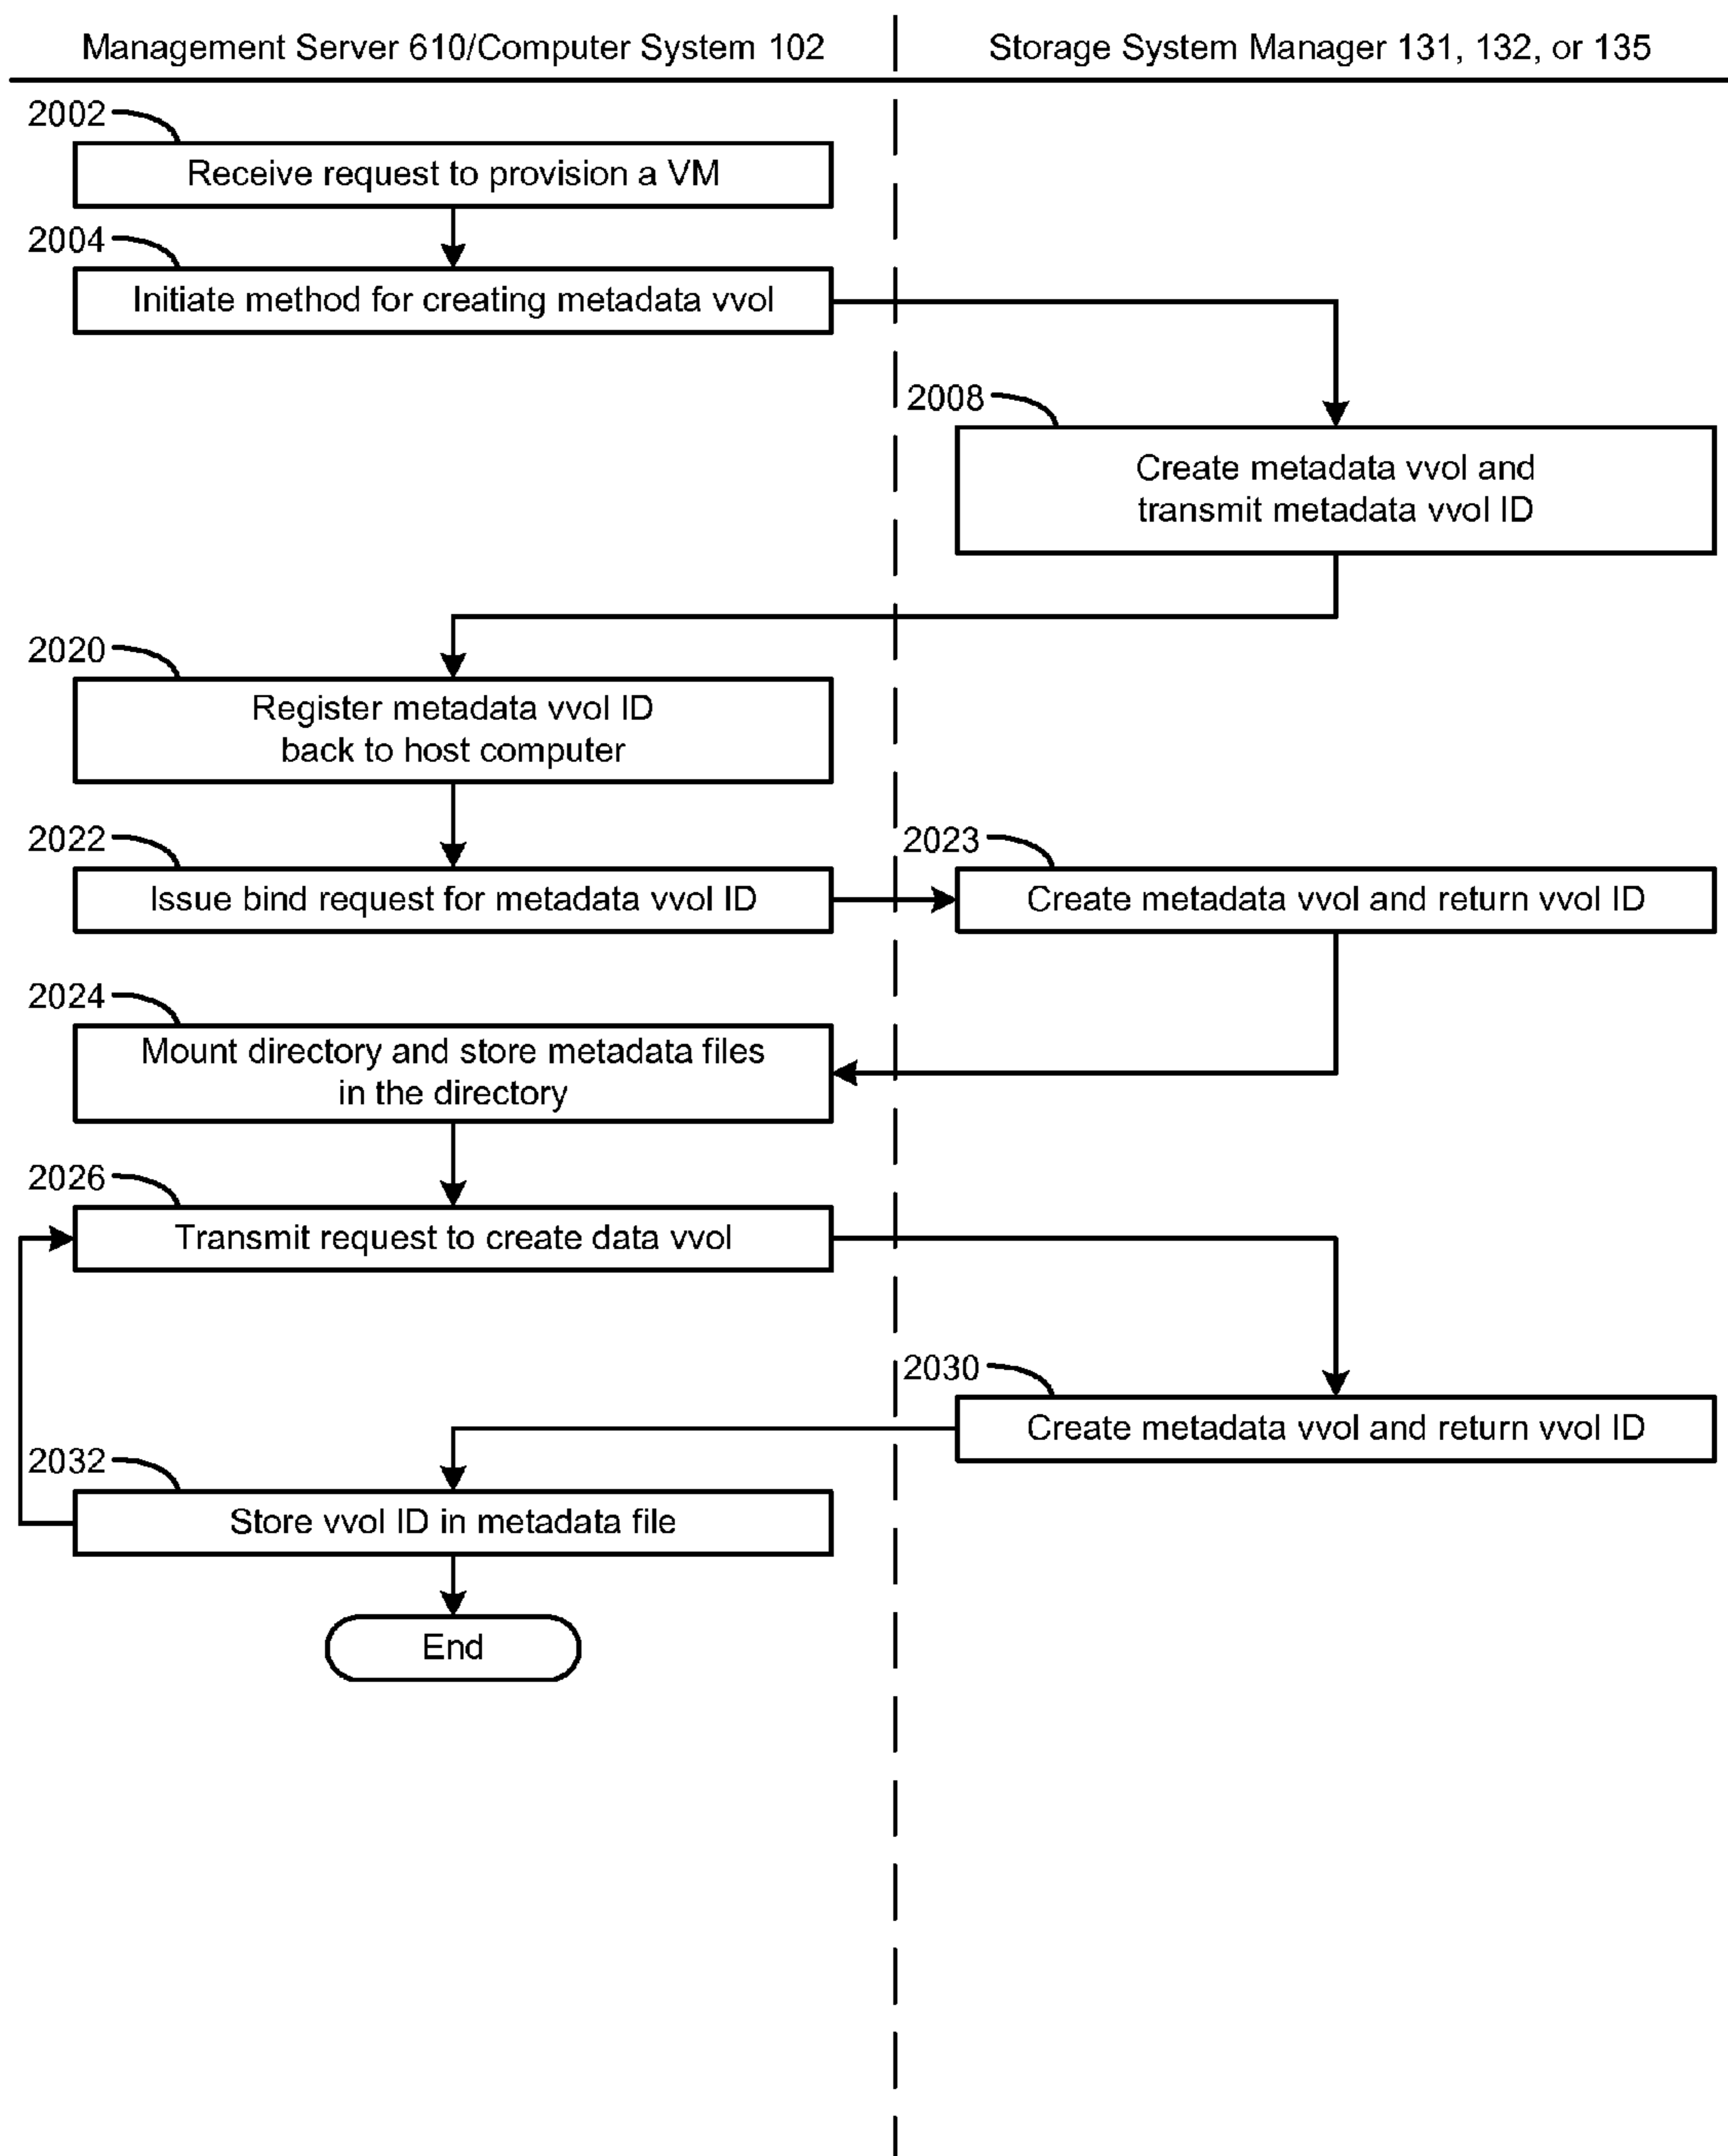 Management Server 610/Computer System 102
Storage System Manager 131, 132, or 135
2002
Receive request to provision a VM
2004
Initiate method for creating metadata vvol
2008
Create metadata vvol and
transmit metadata vvol ID
2020
Register metadata vvol ID
back to host computer
2022
Issue bind request for metadata vvol ID
2023
Create metadata vvol and return vvol ID
2024
Mount directory and store metadata files
in the directory
2026
Transmit request to create data vvol
2030
Create metadata vvol and return vvol ID
2032
Store vvol ID in metadata file
End